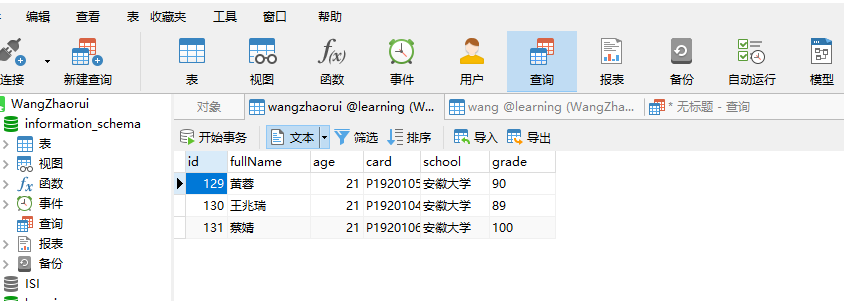 编辑 查看 表 收藏夹 工具 窗口 帮助
连接 新建查询 表 视图 f(x) 函数 事件 用户 查询 报表 备份 自动运行 模型
WangZhaorui
information_schema
表
视图
fx 函数
事件
查询
报表
备份
ISI
对象 wangzhaorui @learning (W... wang @learning (WangZha... * 无标题 - 查询
开始事务 文本 筛选 排序 导入 导出
id fullName age card school grade
129 黄蓉 21 P1920105 安徽大学 90
130 王兆瑞 21 P1920104 安徽大学 89
131 蔡婧 21 P1920106 安徽大学 100